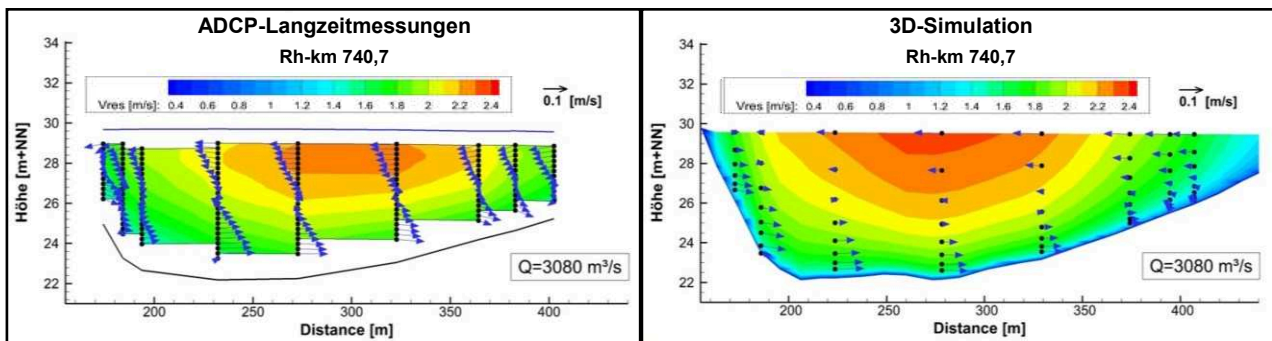 ADCP-Langzeitmessungen
Rh-km 740,7
Vres [m/s]: 0.4 0.6 0.8 1 1.2 1.4 1.6 1.8 2 2.2 2.4
0.1 [m/s]
34
32
30
28
26
24
22
Höhe [m+NN]
Q=3080 m³/s
200 250 300 350 400
Distance [m]
3D-Simulation
Rh-km 740,7
Vres [m/s]: 0.4 0.6 0.8 1 1.2 1.4 1.6 1.8 2 2.2 2.4
0.1 [m/s]
34
32
30
28
26
24
22
Höhe [m+NN]
Q=3080 m³/s
200 250 300 350 400
Distance [m]